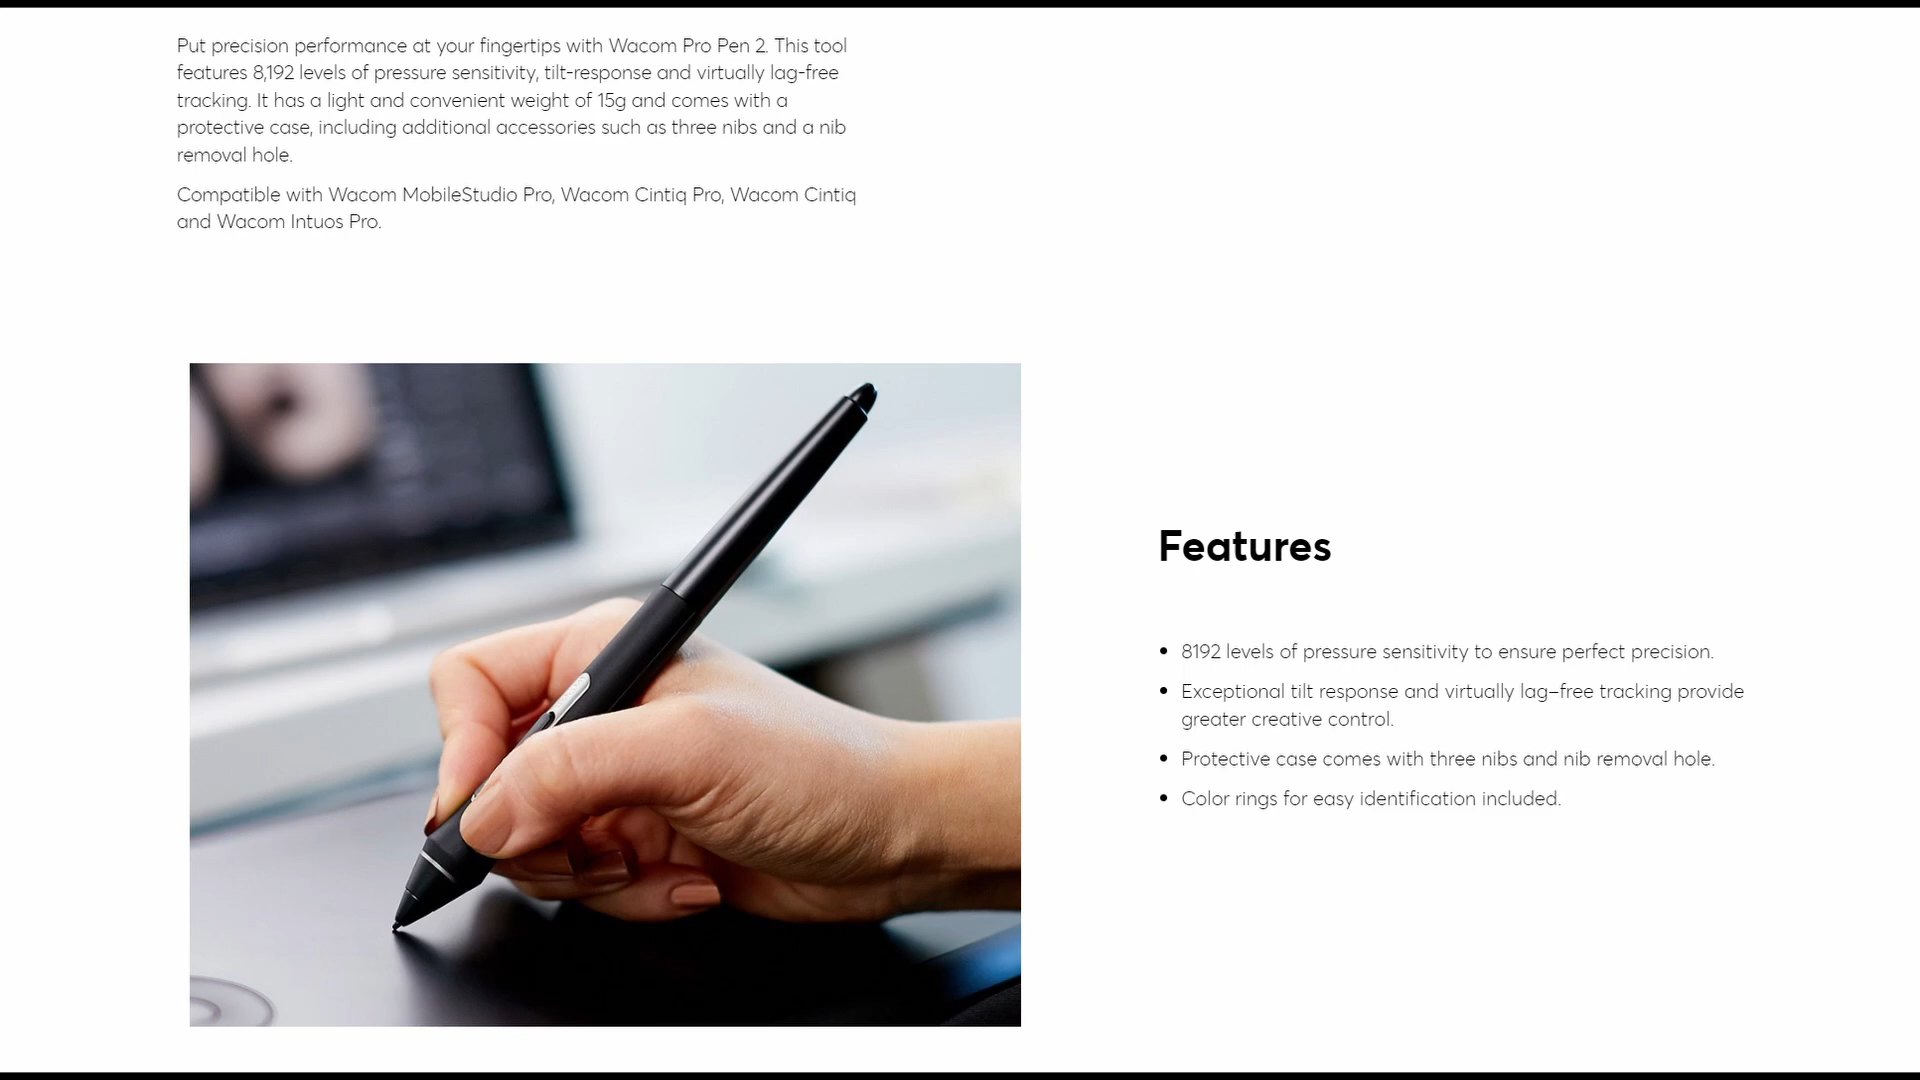 Put precision performance at your fingertips with Wacom Pro Pen 2. This tool
features 8,192 levels of pressure sensitivity, tilt-response and virtually lag-free
tracking. It has a light and convenient weight of 15g and comes with a
protective case, including additional accessories such as three nibs and a nib
removal hole.
Compatible with Wacom MobileStudio Pro, Wacom Cintiq Pro, Wacom Cintiq
and Wacom Intuos Pro.
Features
• 8192 levels of pressure sensitivity to ensure perfect precision.
• Exceptional tilt response and virtually lag–free tracking provide
greater creative control.
• Protective case comes with three nibs and nib removal hole.
• Color rings for easy identification included.